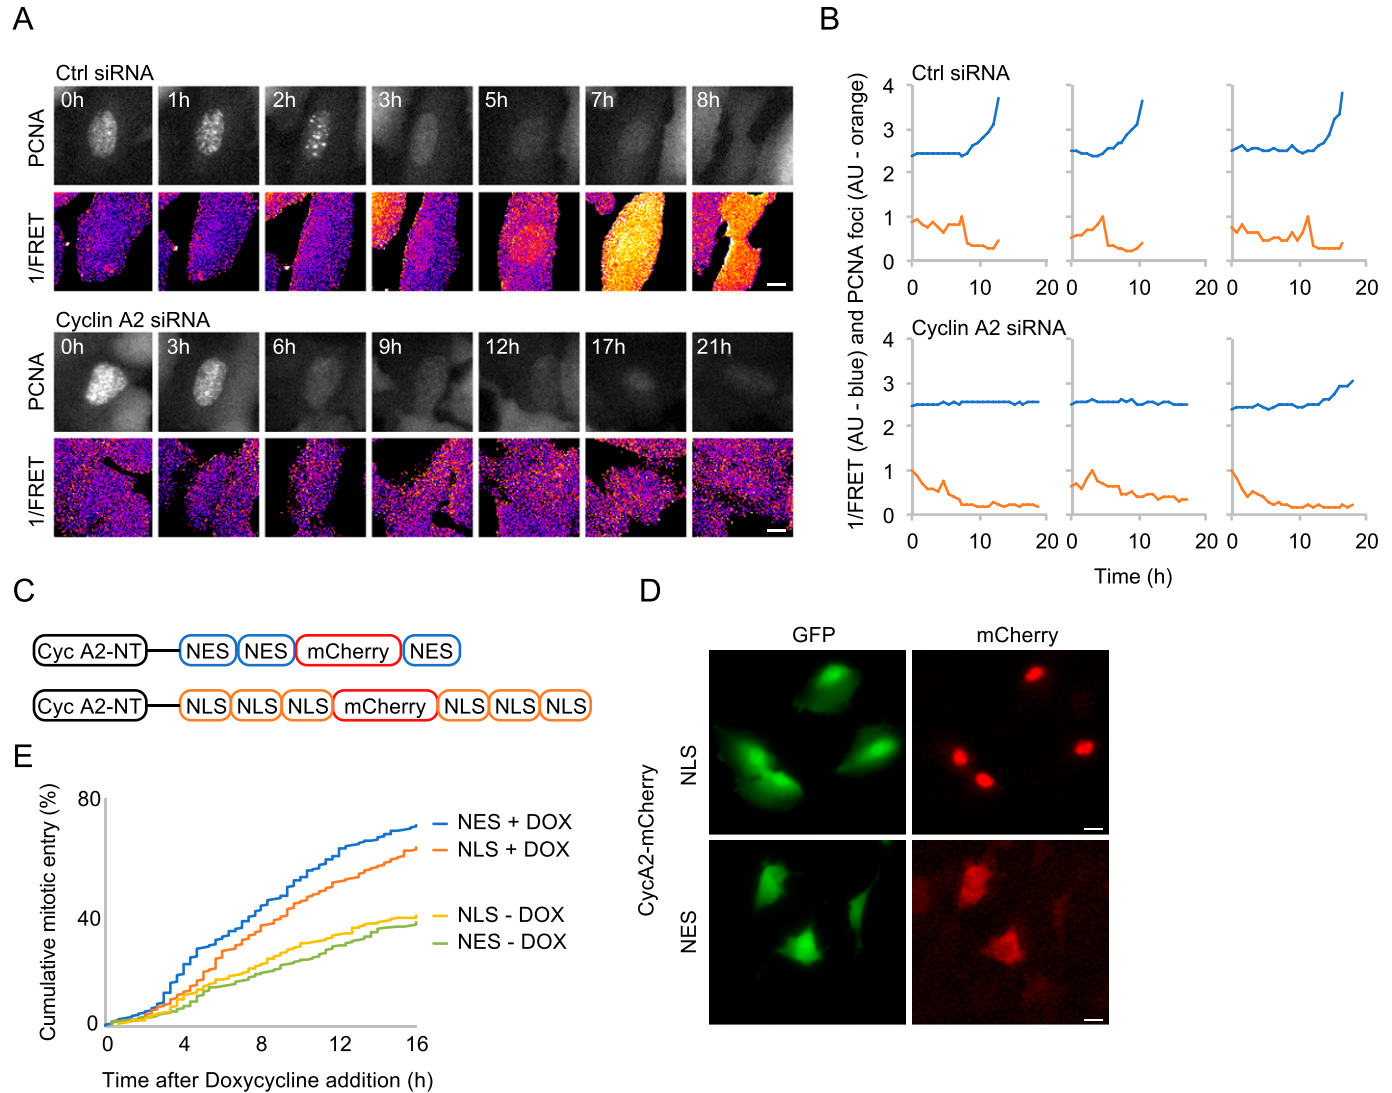 A
Ctrl siRNA
0h 1h 2h 3h 5h 7h 8h
PCNA
1/FRET
Cyclin A2 siRNA
0h 3h 6h 9h 12h 17h 21h
PCNA
1/FRET
B
1/FRET (AU - blue) and PCNA foci (AU - orange)
Ctrl siRNA
4
3
2
1
0
0 10 20 0 10 20 0 10 20
Cyclin A2 siRNA
4
3
2
1
0
0 10 20 0 10 20 0 10 20
Time (h)
C
Cyc A2-NT NES NES mCherry NES
Cyc A2-NT NLS NLS NLS mCherry NLS NLS NLS
D
GFP mCherry
CycA2-mCherry
NLS
NES
E
Cumulative mitotic entry (%)
80
40
0
0 4 8 12 16
NES + DOX
NLS + DOX
NLS - DOX
NES - DOX
Time after Doxycycline addition (h)